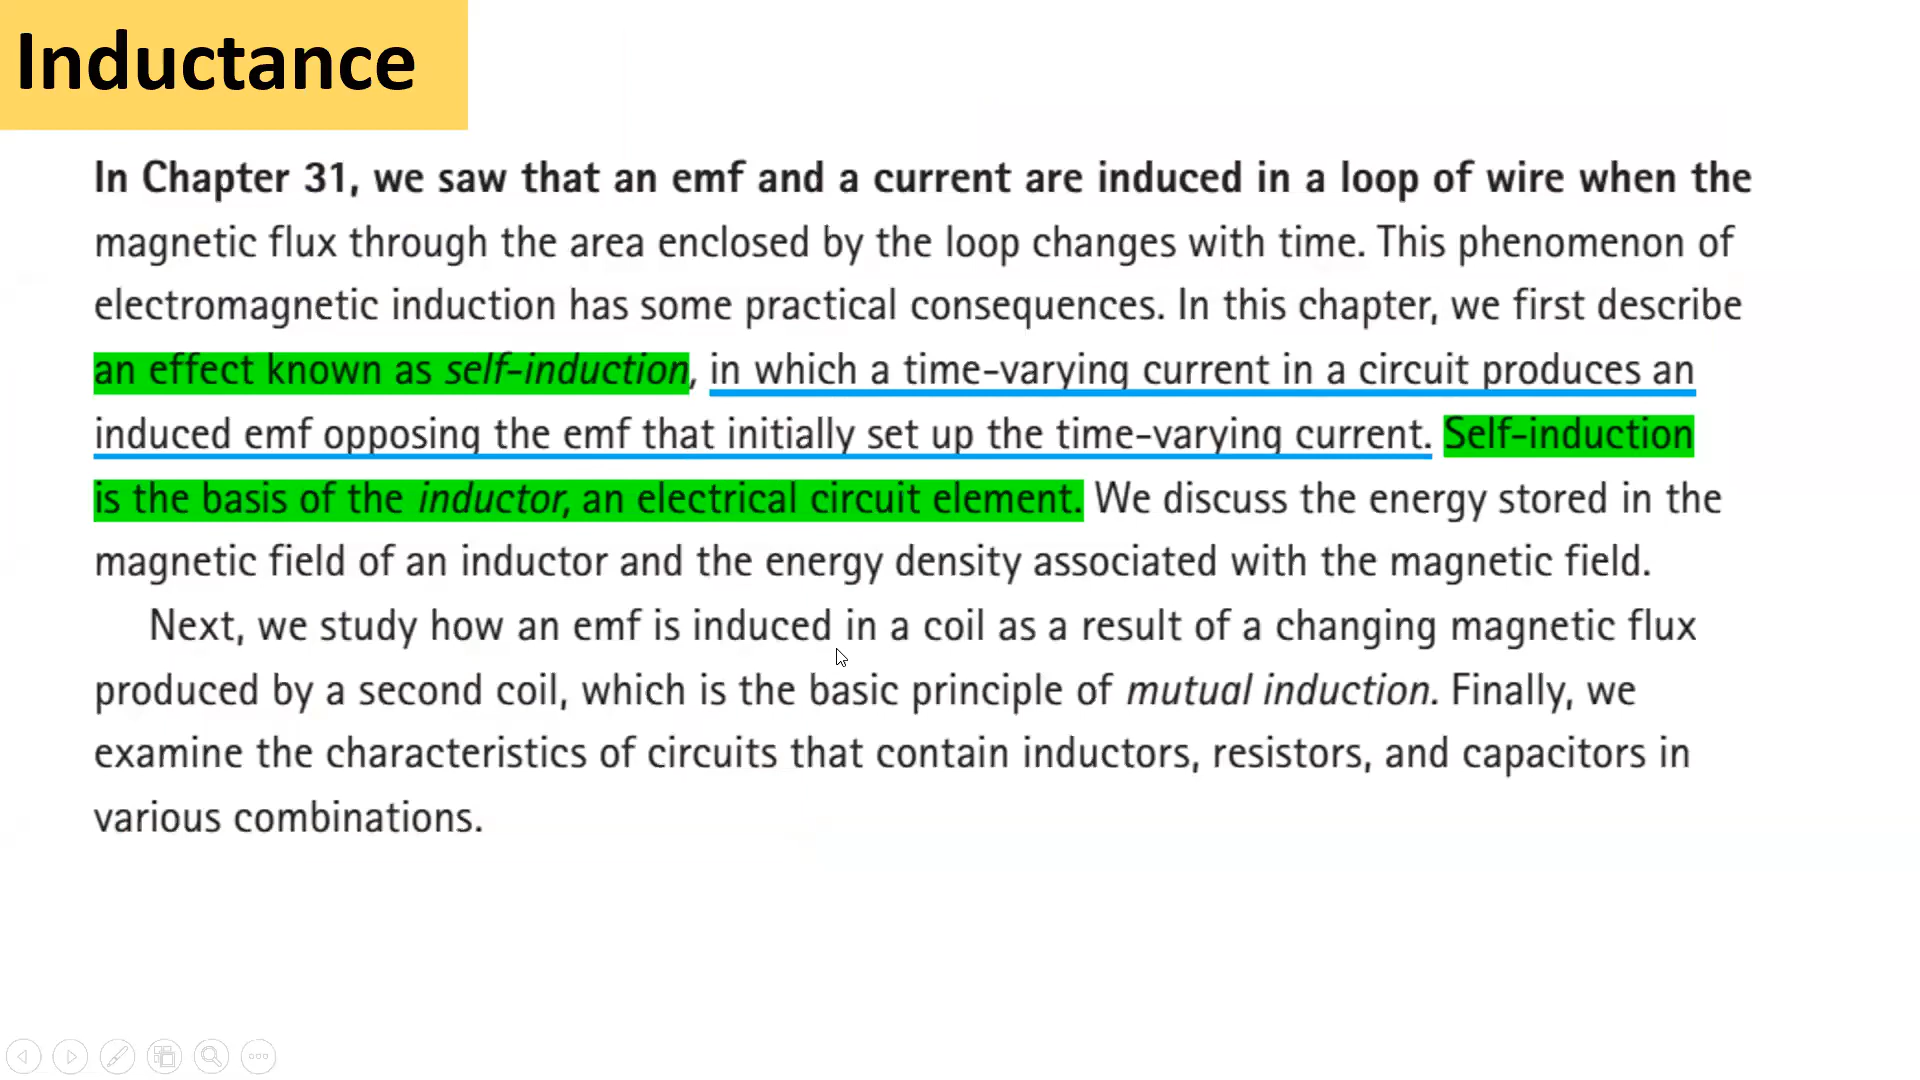 Inductance
In Chapter 31, we saw that an emf and a current are induced in a loop of wire when the
magnetic flux through the area enclosed by the loop changes with time. This phenomenon of
electromagnetic induction has some practical consequences. In this chapter, we first describe
an effect known as self-induction, in which a time-varying current in a circuit produces an
induced emf opposing the emf that initially set up the time-varying current. Self-induction
is the basis of the inductor, an electrical circuit element. We discuss the energy stored in the
magnetic field of an inductor and the energy density associated with the magnetic field.
Next, we study how an emf is induced in a coil as a result of a changing magnetic flux
produced by a second coil, which is the basic principle of mutual induction. Finally, we
examine the characteristics of circuits that contain inductors, resistors, and capacitors in
various combinations.